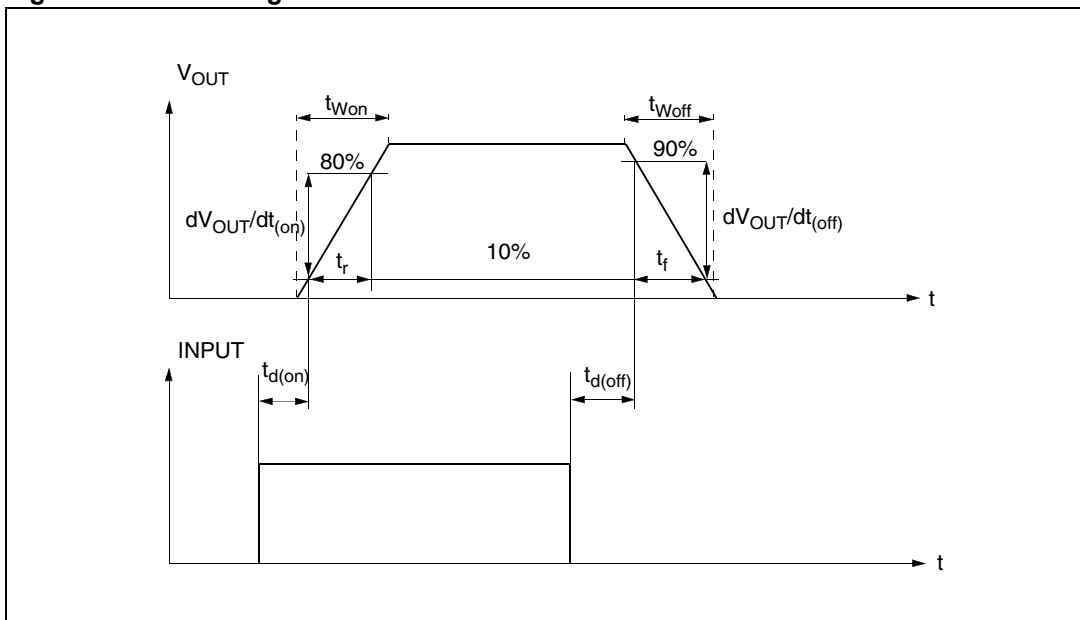 V_OUT
t_Won
t_Woff
80%
90%
dV_OUT/dt_(on)
dV_OUT/dt_(off)
t_r
10%
t_f
t
INPUT
t_d(on)
t_d(off)
t